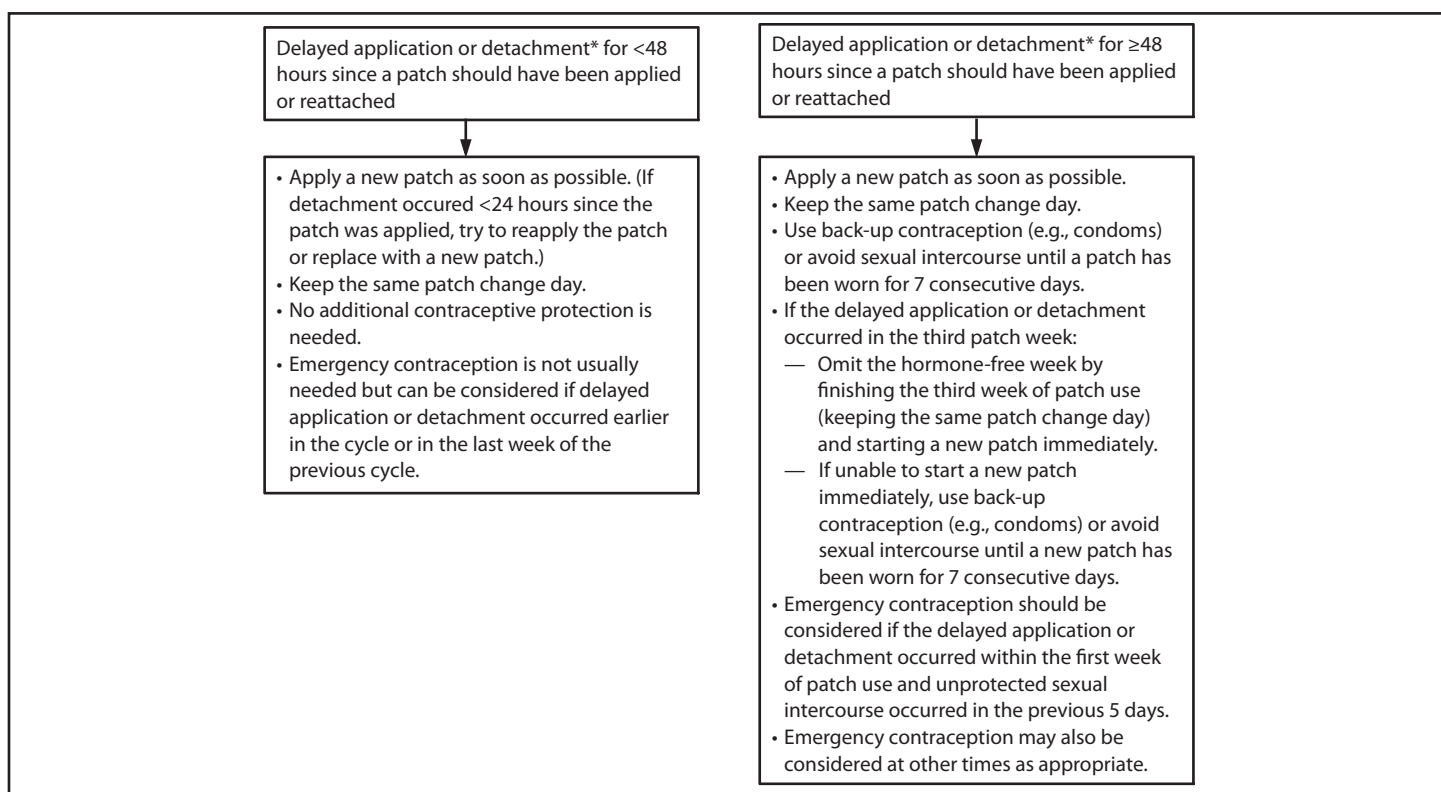 Delayed application or detachment* for <48
hours since a patch should have been applied
or reattached
• Apply a new patch as soon as possible. (If
detachment occured <24 hours since the
patch was applied, try to reapply the patch
or replace with a new patch.)
• Keep the same patch change day.
• No additional contraceptive protection is
needed.
• Emergency contraception is not usually
needed but can be considered if delayed
application or detachment occurred earlier
in the cycle or in the last week of the
previous cycle.
Delayed application or detachment* for ≥48
hours since a patch should have been applied
or reattached
• Apply a new patch as soon as possible.
• Keep the same patch change day.
• Use back-up contraception (e.g., condoms)
or avoid sexual intercourse until a patch has
been worn for 7 consecutive days.
• If the delayed application or detachment
occurred in the third patch week:
— Omit the hormone-free week by
finishing the third week of patch use
(keeping the same patch change day)
and starting a new patch immediately.
— If unable to start a new patch
immediately, use back-up
contraception (e.g., condoms) or avoid
sexual intercourse until a new patch has
been worn for 7 consecutive days.
• Emergency contraception should be
considered if the delayed application or
detachment occurred within the first week
of patch use and unprotected sexual
intercourse occurred in the previous 5 days.
• Emergency contraception may also be
considered at other times as appropriate.